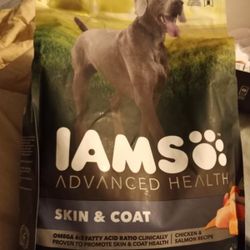 IAMS
ADVANCED HEALTH
SKIN & COAT
OMEGA 6:3 FATTY ACID RATIO CLINICALLY
PROVEN TO PROMOTE SKIN & COAT HEALTH
CHICKEN &
SALMON RECIPE